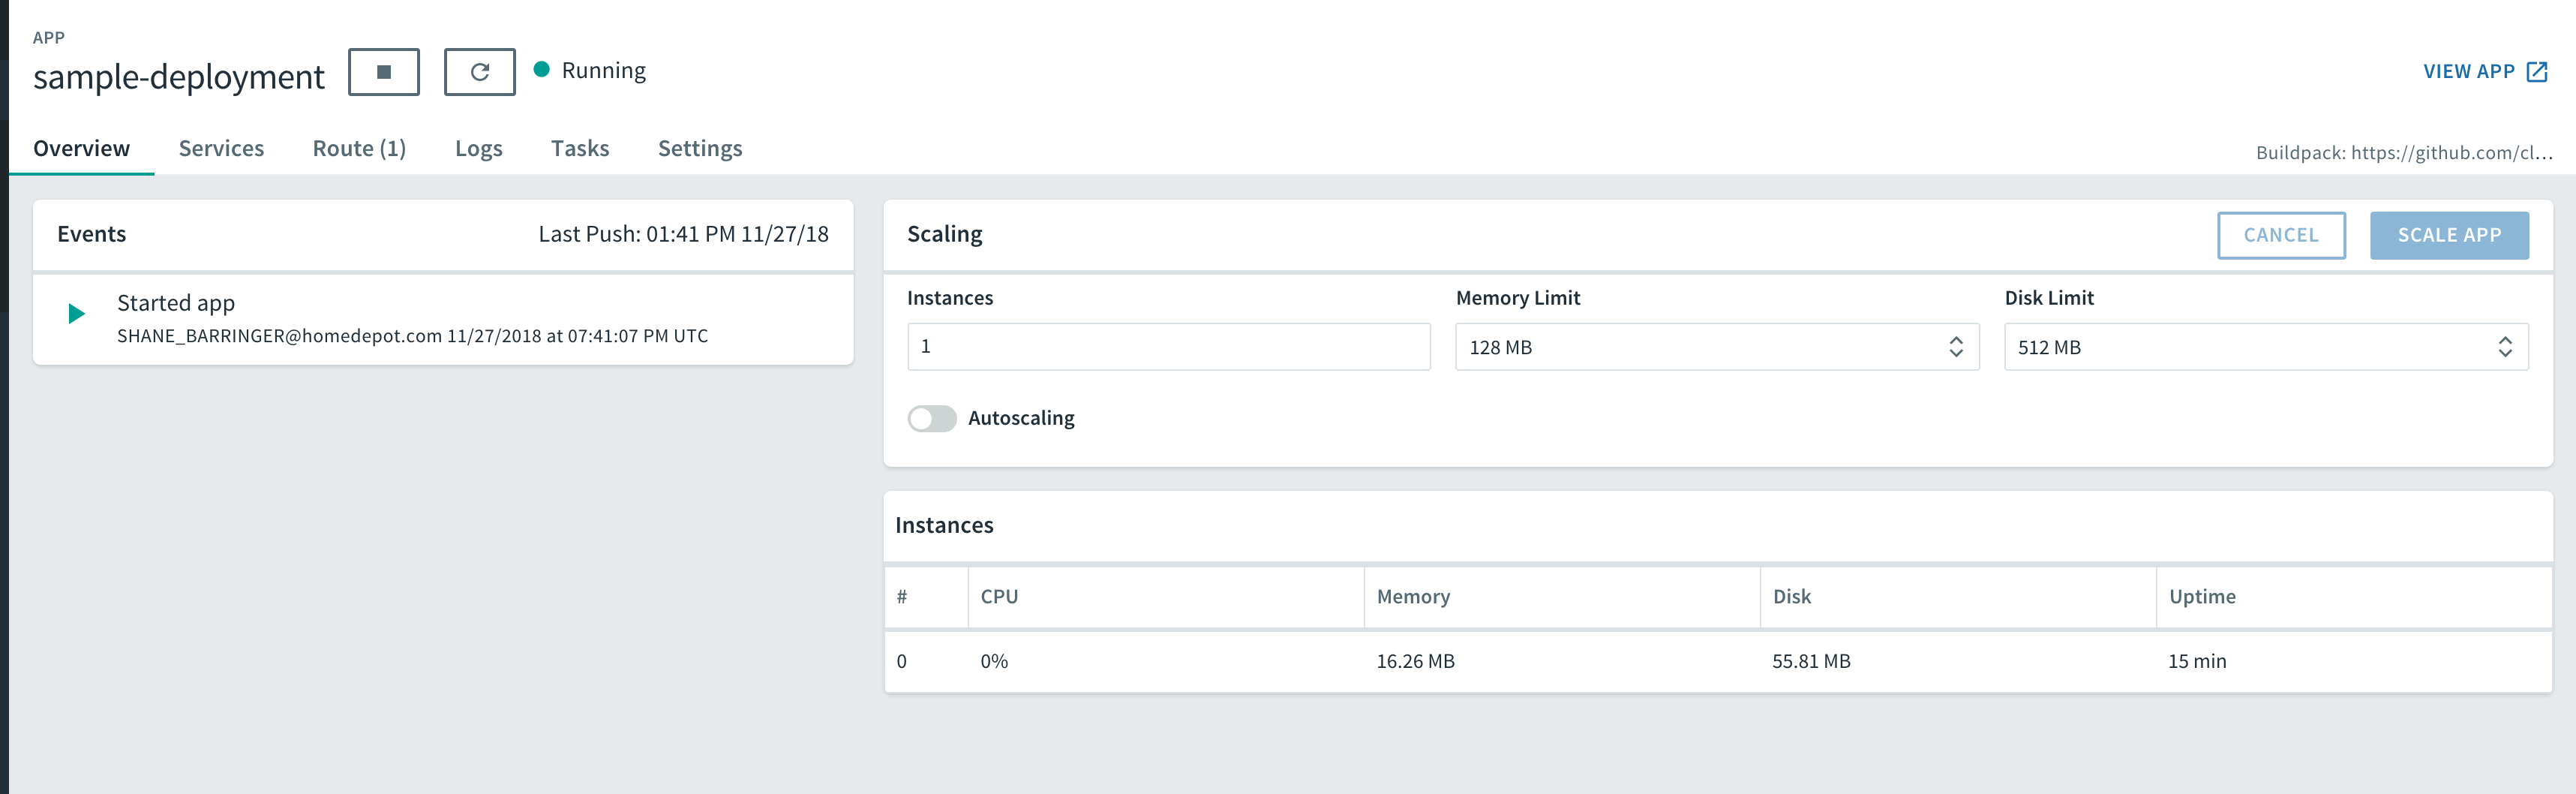 APP
sample-deployment
Running
VIEW APP
Overview Services Route (1) Logs Tasks Settings
Buildpack: https://github.com/cl...
Events Last Push: 01:41 PM 11/27/18
Started app
SHANE_BARRINGER@homedepot.com 11/27/2018 at 07:41:07 PM UTC
Scaling CANCEL SCALE APP
Instances Memory Limit Disk Limit
1 128 MB 512 MB
Autoscaling
Instances
# CPU Memory Disk Uptime
0 0% 16.26 MB 55.81 MB 15 min